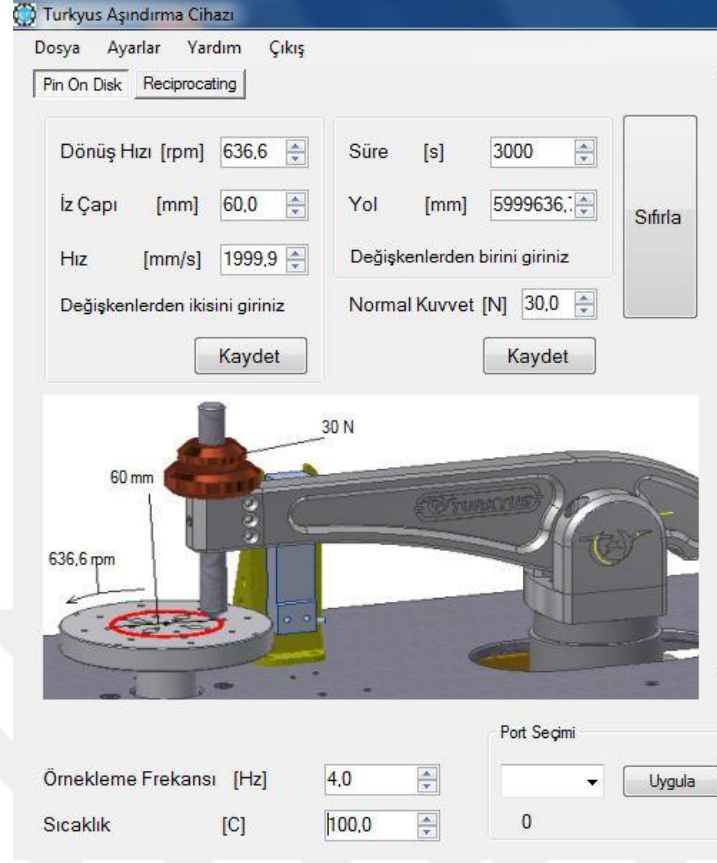 Turkyus Aşındırma Cihazı
Dosya Ayarlar Yardım Çıkış
Pin On Disk Reciprocating
Dönüş Hızı [rpm] 636,6
İz Çapı [mm] 60,0
Hız [mm/s] 1999,9
Değişkenlerden ikisini giriniz
Kaydet
Süre [s] 3000
Yol [mm] 5999636,
Değişkenlerden birini giriniz
Normal Kuvvet [N] 30,0
Kaydet
Sıfırla
30 N
60 mm
TURKYUS
636,6 rpm
Port Seçimi
Örnekleme Frekansı [Hz] 4,0
Uygula
Sıcaklık [C] 100,0
0